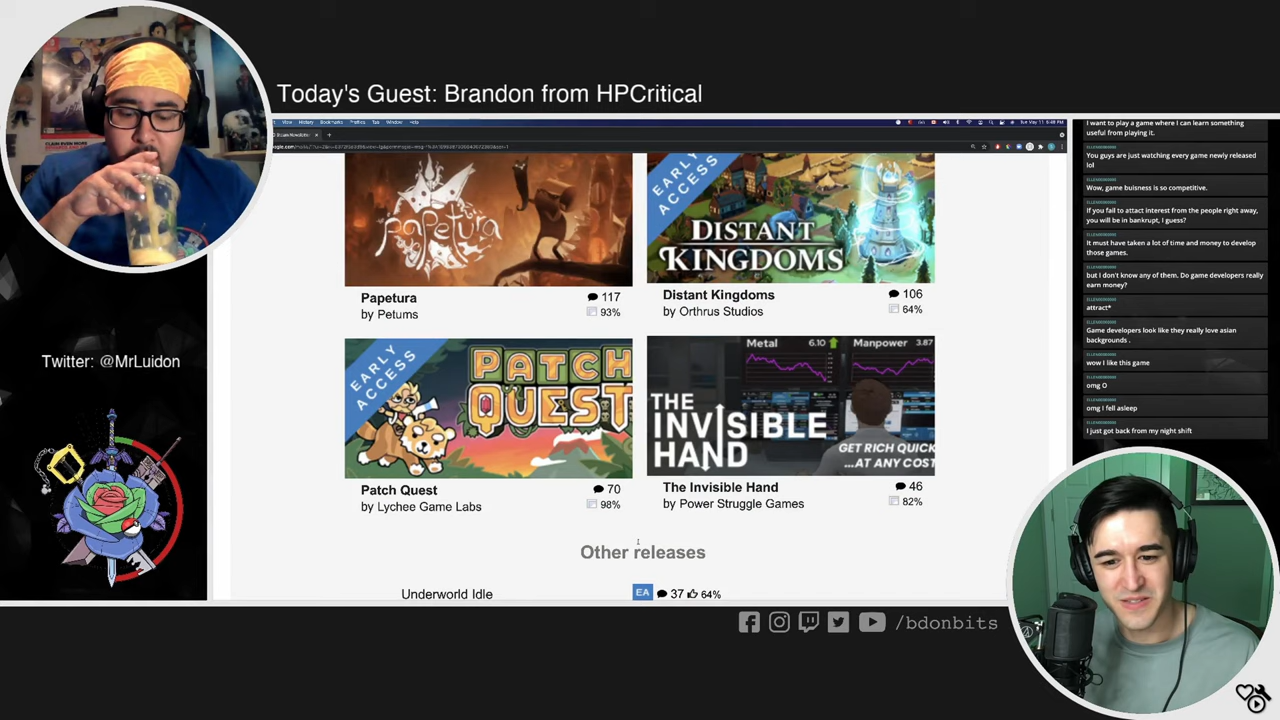 Today's Guest: Brandon from HPCritical
View History Bookmarks Profiles Tab Window Help
EARLY ACCESS
papetura
DISTANT KINGDOMS
Papetura
117
by Petums
93%
Distant Kingdoms
106
by Orthrus Studios
64%
EARLY ACCESS
PATCH QUEST
Metal 6.10 Manpower 3.87
THE INVISIBLE HAND
GET RICH QUICK
...AT ANY COST
Patch Quest
70
by Lychee Game Labs
98%
The Invisible Hand
46
by Power Struggle Games
82%
Other releases
Underworld Idle
EA 37 64%
Twitter: @MrLuidon
I want to play a game where I can learn something
useful from playing it.
You guys are just watching every game newly released
lol
Wow, game buisness is so competitive.
If you fail to attact interest from the people right away,
you will be in bankrupt, I guess?
It must have taken a lot of time and money to develop
those games.
but I don't know any of them. Do game developers really
earn money?
attract*
Game developers look like they really love asian
backgrounds .
wow I like this game
omg O
omg I fell asleep
I just got back from my night shift
/bdonbits